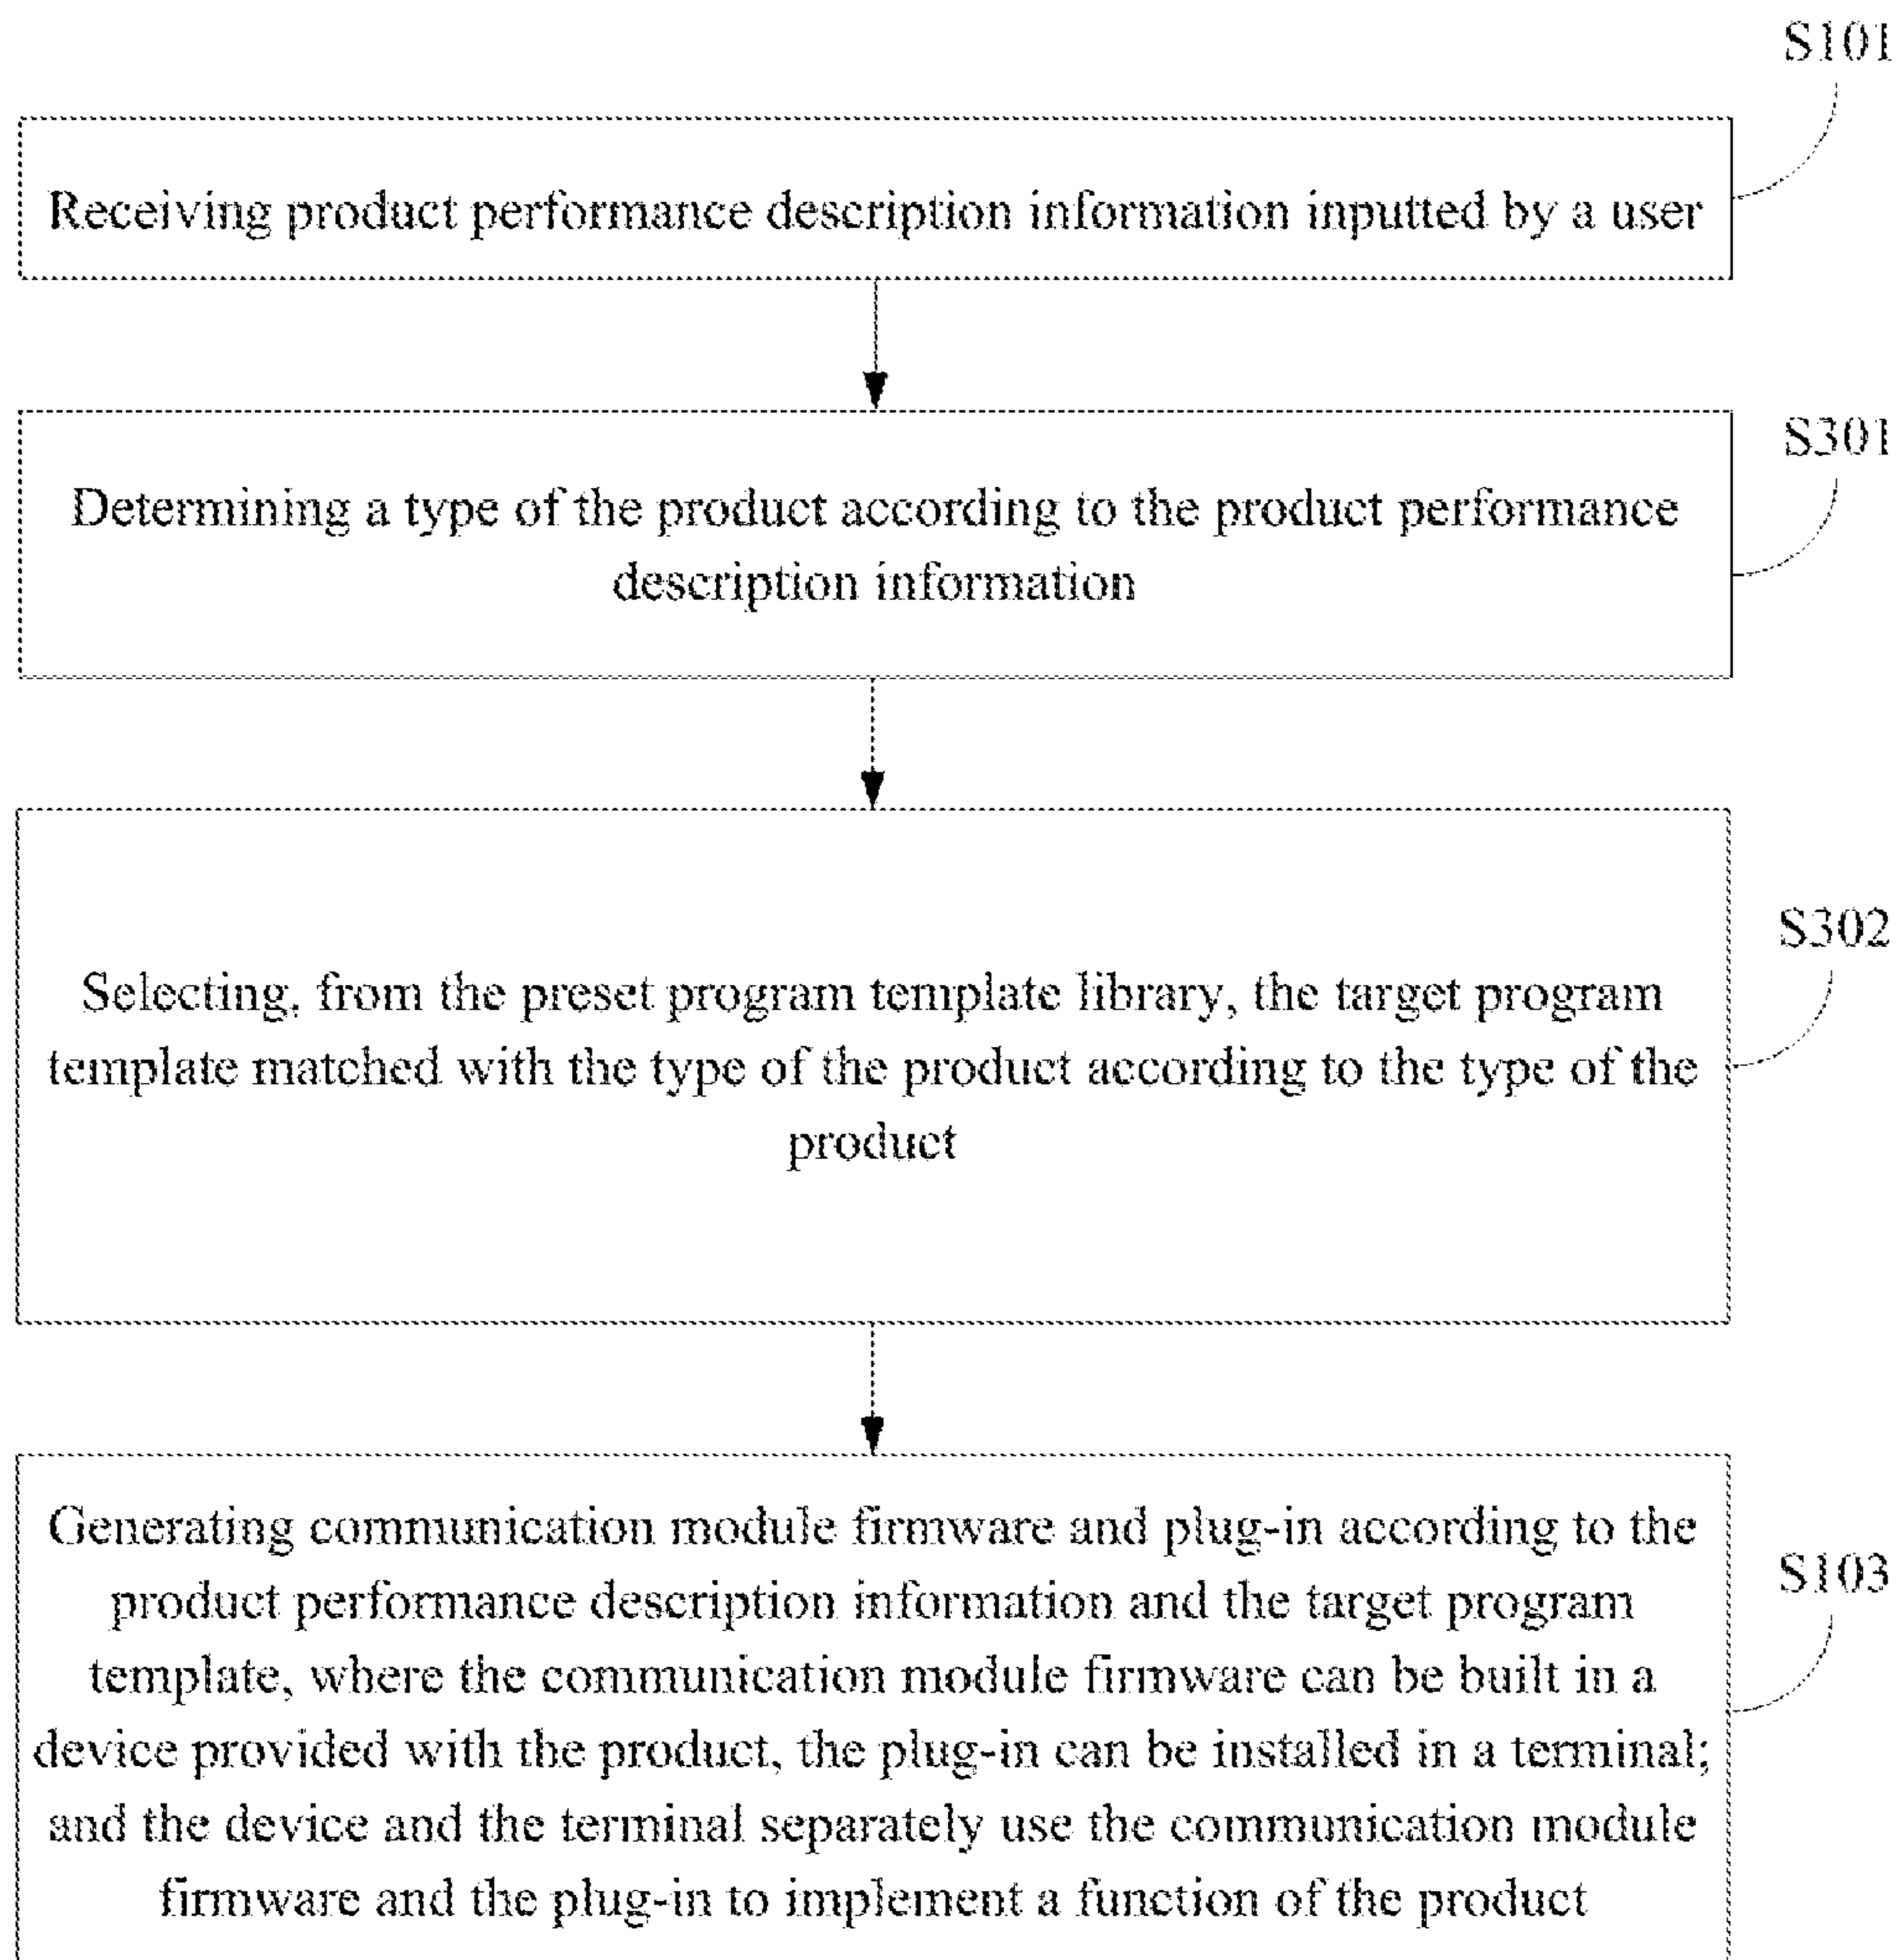 S101
Receiving product performance description information inputted by a user
S301
Determining a type of the product according to the product performance
description information
S302
Selecting, from the preset program template library, the target program
template matched with the type of the product according to the type of the
product
Generating communication module firmware and plug-in according to the
S103
product performance description information and the target program
template, where the communication module firmware can be built in a
device provided with the product, the plug-in can be installed in a terminal;
and the device and the terminal separately use the communication module
firmware and the plug-in to implement a function of the product